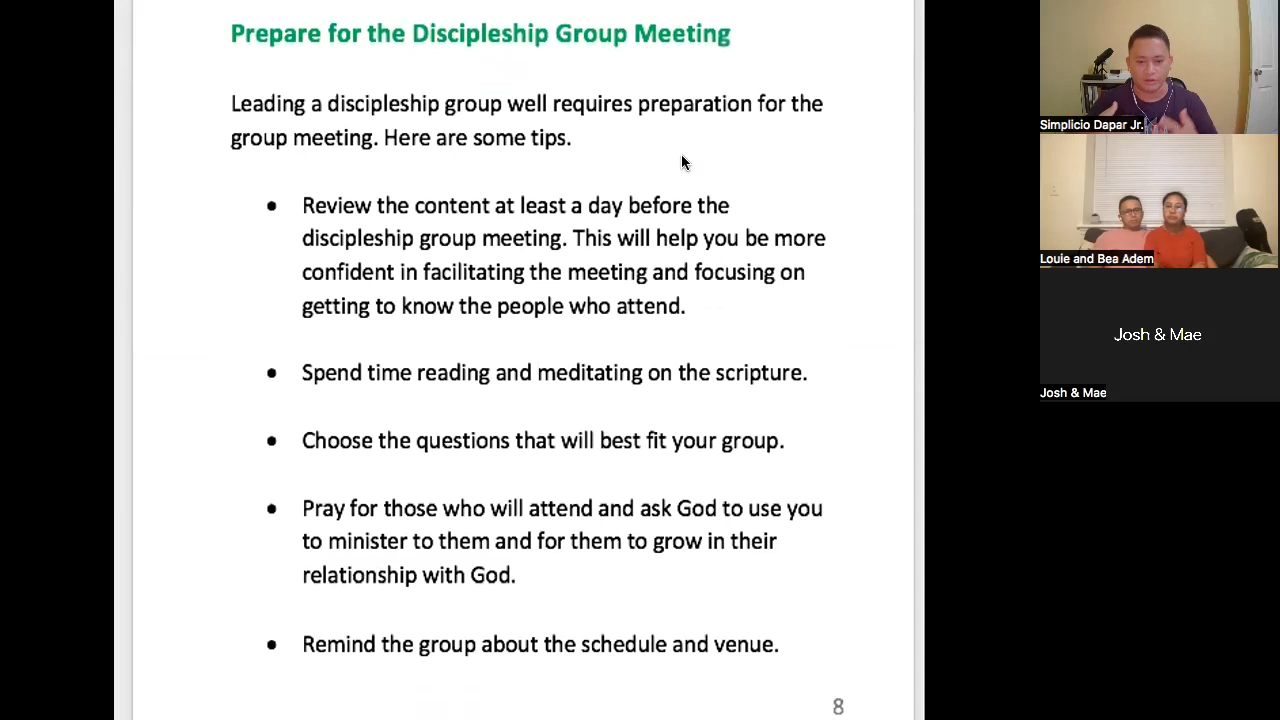 Prepare for the Discipleship Group Meeting
Leading a discipleship group well requires preparation for the
group meeting. Here are some tips.
• Review the content at least a day before the
discipleship group meeting. This will help you be more
confident in facilitating the meeting and focusing on
getting to know the people who attend.
• Spend time reading and meditating on the scripture.
• Choose the questions that will best fit your group.
• Pray for those who will attend and ask God to use you
to minister to them and for them to grow in their
relationship with God.
• Remind the group about the schedule and venue.
8
Simplicio Dapar Jr.
Louie and Bea Adem
Josh & Mae
Josh & Mae